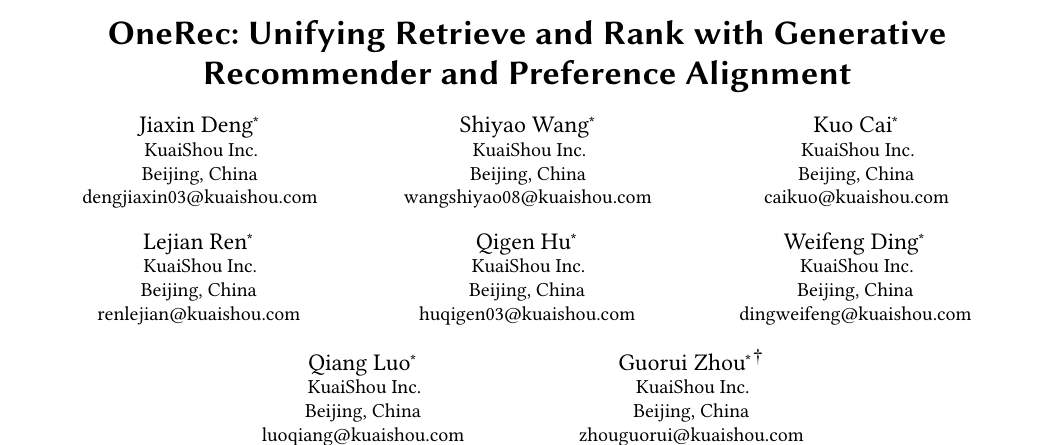 OneRec: Unifying Retrieve and Rank with Generative
Recommender and Preference Alignment
Jiaxin Deng*
KuaiShou Inc.
Beijing, China
dengjiaxin03@kuaishou.com
Shiyao Wang*
KuaiShou Inc.
Beijing, China
wangshiyao08@kuaishou.com
Kuo Cai*
KuaiShou Inc.
Beijing, China
caikuo@kuaishou.com
Lejian Ren*
KuaiShou Inc.
Beijing, China
renlejian@kuaishou.com
Qigen Hu*
KuaiShou Inc.
Beijing, China
huqigen03@kuaishou.com
Weifeng Ding*
KuaiShou Inc.
Beijing, China
dingweifeng@kuaishou.com
Qiang Luo*
KuaiShou Inc.
Beijing, China
luoqiang@kuaishou.com
Guorui Zhou*†
KuaiShou Inc.
Beijing, China
zhouguorui@kuaishou.com